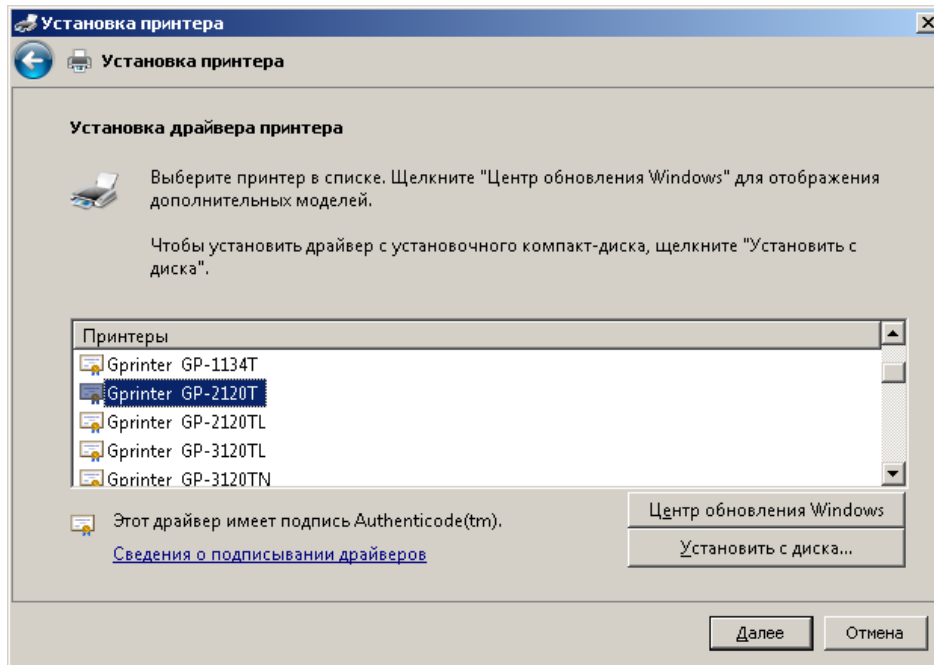 Установка принтера
Установка принтера
Установка драйвера принтера
Выберите принтер в списке. Щелкните "Центр обновления Windows" для отображения
дополнительных моделей.
Чтобы установить драйвер с установочного компакт-диска, щелкните "Установить с
диска".
Принтеры
Gprinter GP-1134T
Gprinter GP-2120T
Gprinter GP-2120TL
Gprinter GP-3120TL
Gprinter GP-3120TN
Этот драйвер имеет подпись Authenticode(tm).
Сведения о подписывании драйверов
Центр обновления Windows
Установить с диска...
Далее
Отмена